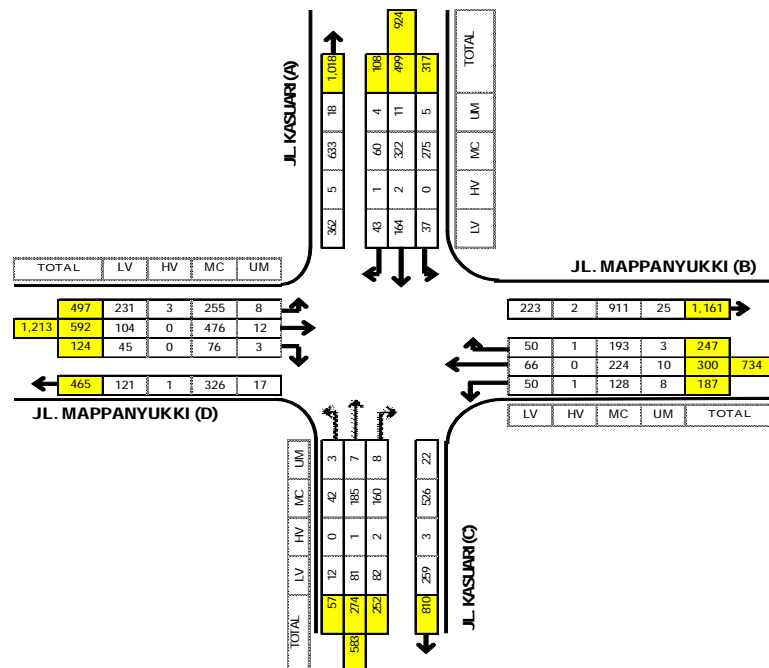 JL. KASUARI (A)
924
1,018 108 499 317 TOTAL
18 4 11 5 UM
633 60 322 275 MC
5 1 2 0 HV
362 43 164 37 LV
TOTAL LV HV MC UM
497 231 3 255 8
1,213 592 104 0 476 12
124 45 0 76 3
465 121 1 326 17
JL. MAPPANYUKKI (D)
JL. MAPPANYUKKI (B)
223 2 911 25 1,161
50 1 193 3 247
66 0 224 10 300 734
50 1 128 8 187
LV HV MC UM TOTAL
UM 3 7 8 22
MC 42 185 160 526
HV 0 1 2 3
LV 12 81 82 259
TOTAL 57 274 252 810
583
JL. KASUARI (C)